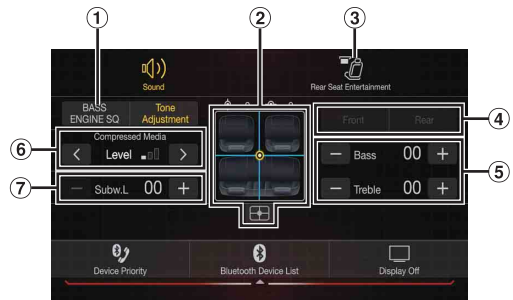 ① ② ③
Sound
Rear Seat Entertainment
BASS
ENGINE SQ
Tone
Adjustment
Front Rear ④
⑥ Compressed Media
< Level >
− Bass 00 + ⑤
⑦ − Subw.L 00 +
− Treble 00 +
Device Priority
Bluetooth Device List
Display Off